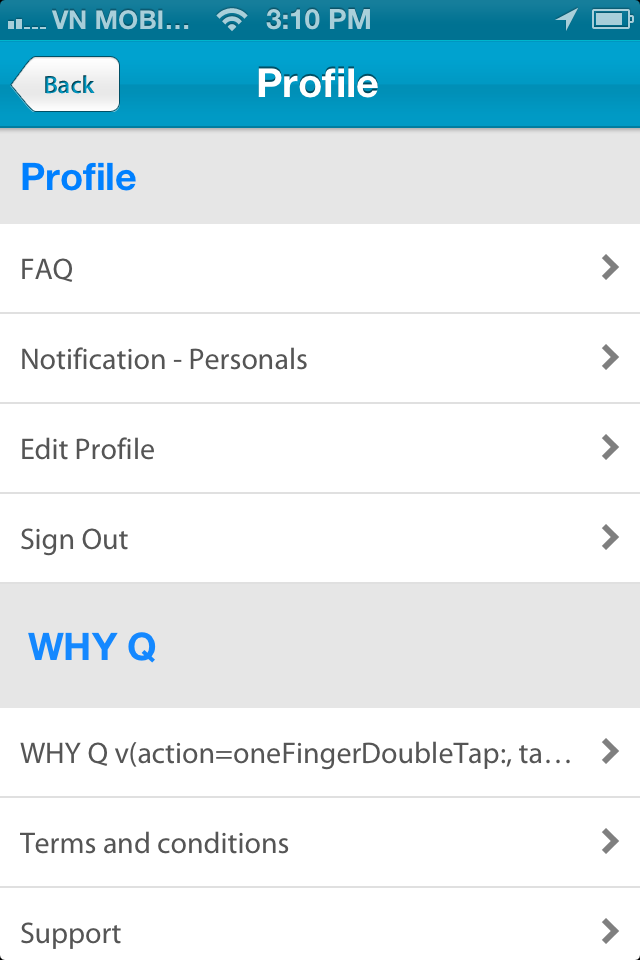 VN MOBI... 3:10 PM
Back Profile
Profile
FAQ
Notification - Personals
Edit Profile
Sign Out
WHY Q
WHY Q v(action=oneFingerDoubleTap:, ta...
Terms and conditions
Support